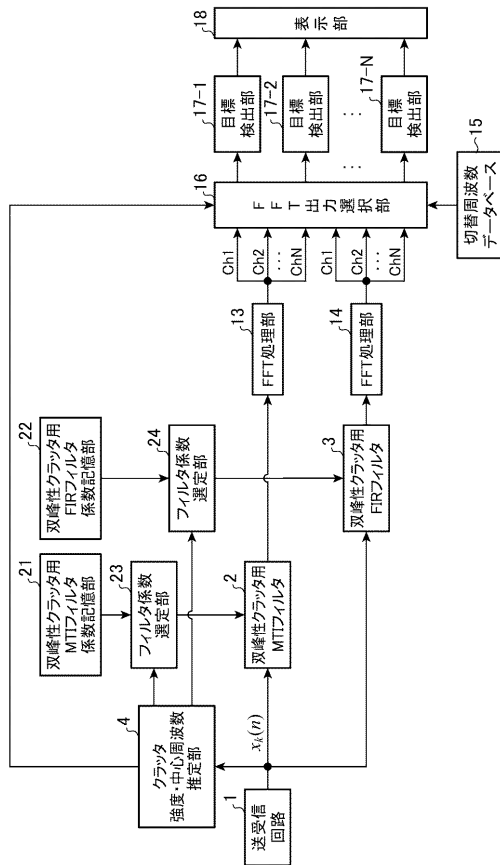 1
送受信
回路
x_k(n)
4
クラッタ
強度・中心周波数
推定部
21
双峰性クラッタ用
MTIフィルタ
係数記憶部
22
双峰性クラッタ用
FIRフィルタ
係数記憶部
23
フィルタ係数
選定部
24
フィルタ係数
選定部
2
双峰性クラッタ用
MTIフィルタ
3
双峰性クラッタ用
FIRフィルタ
13
FFT処理部
14
FFT処理部
Ch1
Ch2
...
ChN
Ch1
Ch2
...
ChN
16
FFT出力選択部
15
切替周波数
データベース
17-1
目標
検出部
17-2
目標
検出部
...
...
17-N
目標
検出部
18
表示部